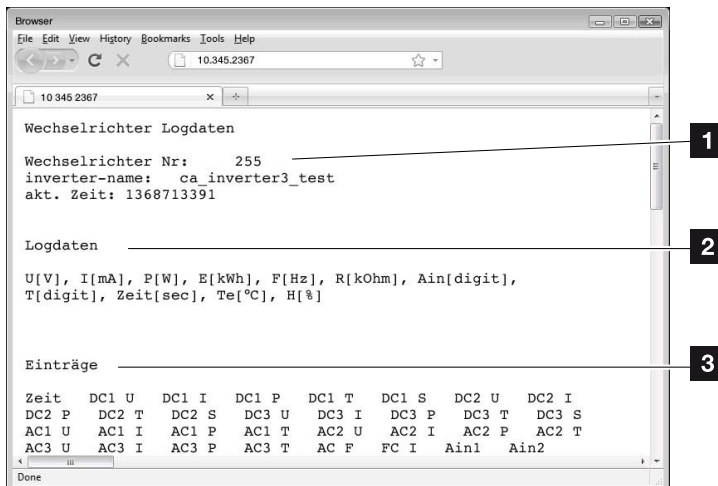 Browser
File Edit View History Bookmarks Tools Help
10.345.2367
10 345 2367
Wechselrichter Logdaten
Wechselrichter Nr: 255
inverter-name: ca_inverter3_test
akt. Zeit: 1368713391
Logdaten
U[V], I[mA], P[W], E[kWh], F[Hz], R[kOhm], Ain[digit],
T[digit], Zeit[sec], Te[°C], H[%]
Einträge
Zeit DC1 U DC1 I DC1 P DC1 T DC1 S DC2 U DC2 I
DC2 P DC2 T DC2 S DC3 U DC3 I DC3 P DC3 T DC3 S
AC1 U AC1 I AC1 P AC1 T AC2 U AC2 I AC2 P AC2 T
AC3 U AC3 I AC3 P AC3 T AC F FC I Ain1 Ain2
Done
1
2
3